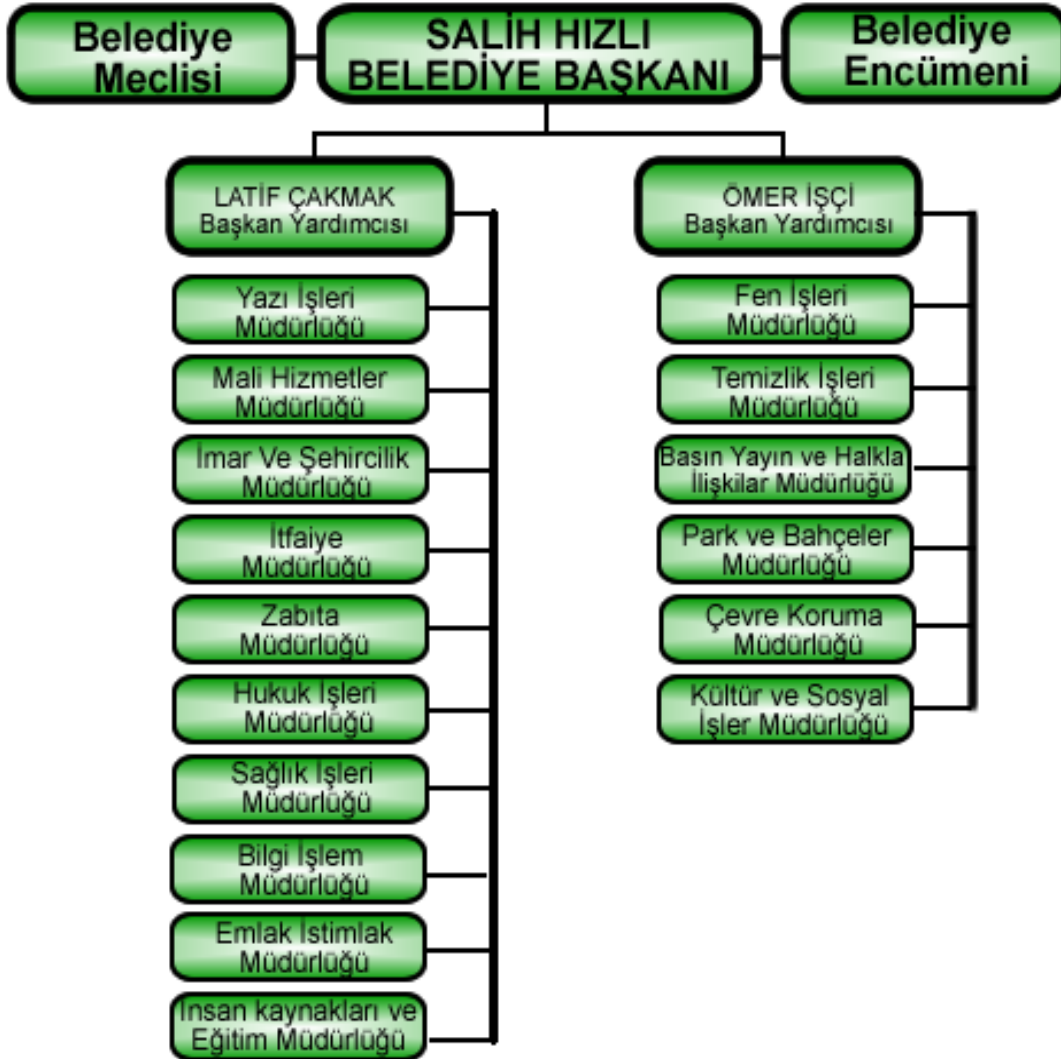 Belediye
Meclisi
SALİH HIZLI
BELEDİYE BAŞKANI
Belediye
Encümeni
LATİF ÇAKMAK
Başkan Yardımcısı
Yazı İşleri
Müdürlüğü
Mali Hizmetler
Müdürlüğü
İmar Ve Şehircilik
Müdürlüğü
İtfaiye
Müdürlüğü
Zabıta
Müdürlüğü
Hukuk İşleri
Müdürlüğü
Sağlık İşleri
Müdürlüğü
Bilgi İşlem
Müdürlüğü
Emlak İstimlak
Müdürlüğü
İnsan kaynakları ve
Eğitim Müdürlüğü
ÖMER İŞÇİ
Başkan Yardımcısı
Fen İşleri
Müdürlüğü
Temizlik İşleri
Müdürlüğü
Basın Yayın ve Halkla
İlişkilar Müdürlüğü
Park ve Bahçeler
Müdürlüğü
Çevre Koruma
Müdürlüğü
Kültür ve Sosyal
İşler Müdürlüğü